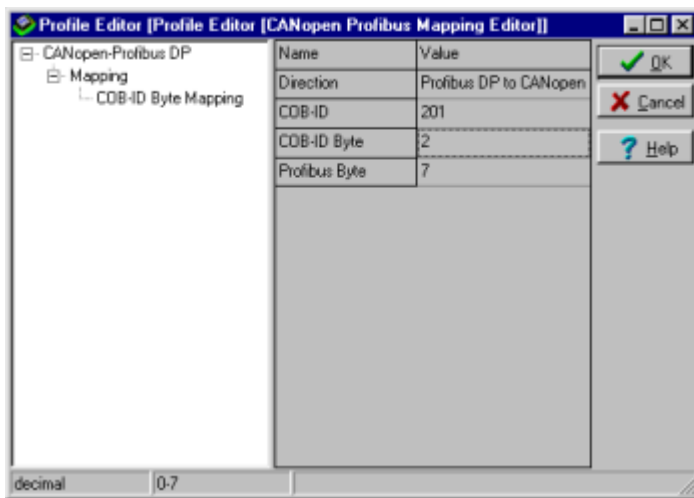 Profile Editor [Profile Editor [CANopen Profibus Mapping Editor]]
CANopen-Profibus DP
Mapping
COB-ID Byte Mapping
Name Value
Direction Profibus DP to CANopen
COB-ID 201
COB-ID Byte 2
Profibus Byte 7
OK
Cancel
Help
decimal 0-7